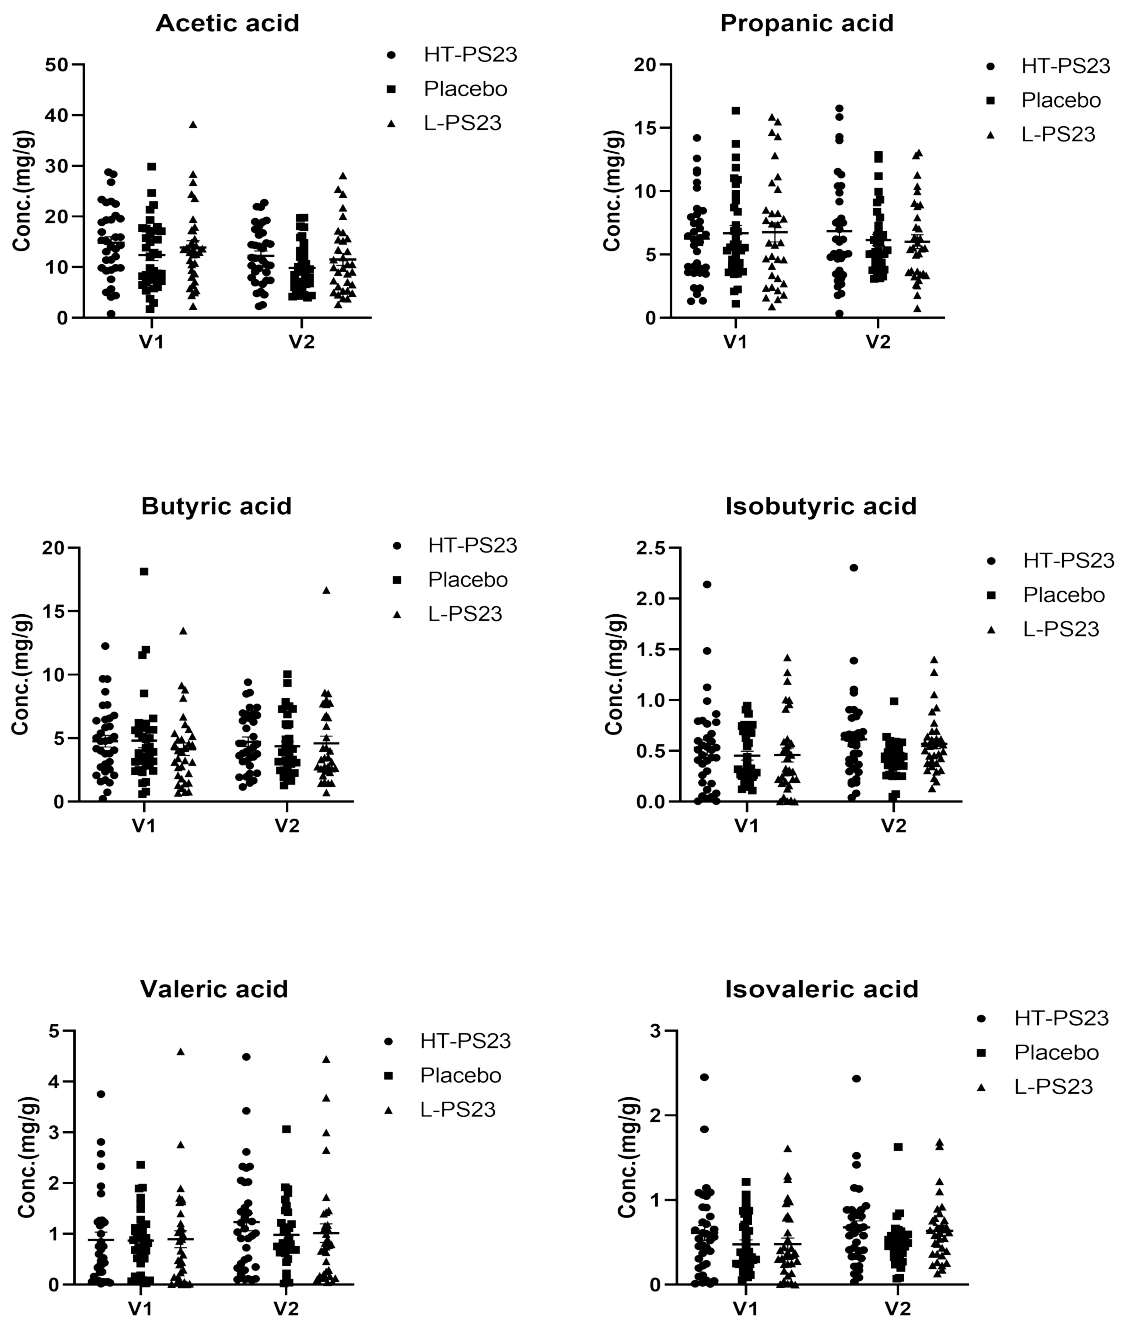 Acetic acid
Conc.(mg/g)
50
40
30
20
10
0
V1
V2
HT-PS23
Placebo
L-PS23
Propanic acid
Conc.(mg/g)
20
15
10
5
0
V1
V2
HT-PS23
Placebo
L-PS23
Butyric acid
Conc.(mg/g)
20
15
10
5
0
V1
V2
HT-PS23
Placebo
L-PS23
Isobutyric acid
Conc.(mg/g)
2.5
2.0
1.5
1.0
0.5
0.0
V1
V2
HT-PS23
Placebo
L-PS23
Valeric acid
Conc.(mg/g)
5
4
3
2
1
0
V1
V2
HT-PS23
Placebo
L-PS23
Isovaleric acid
Conc.(mg/g)
3
2
1
0
V1
V2
HT-PS23
Placebo
L-PS23